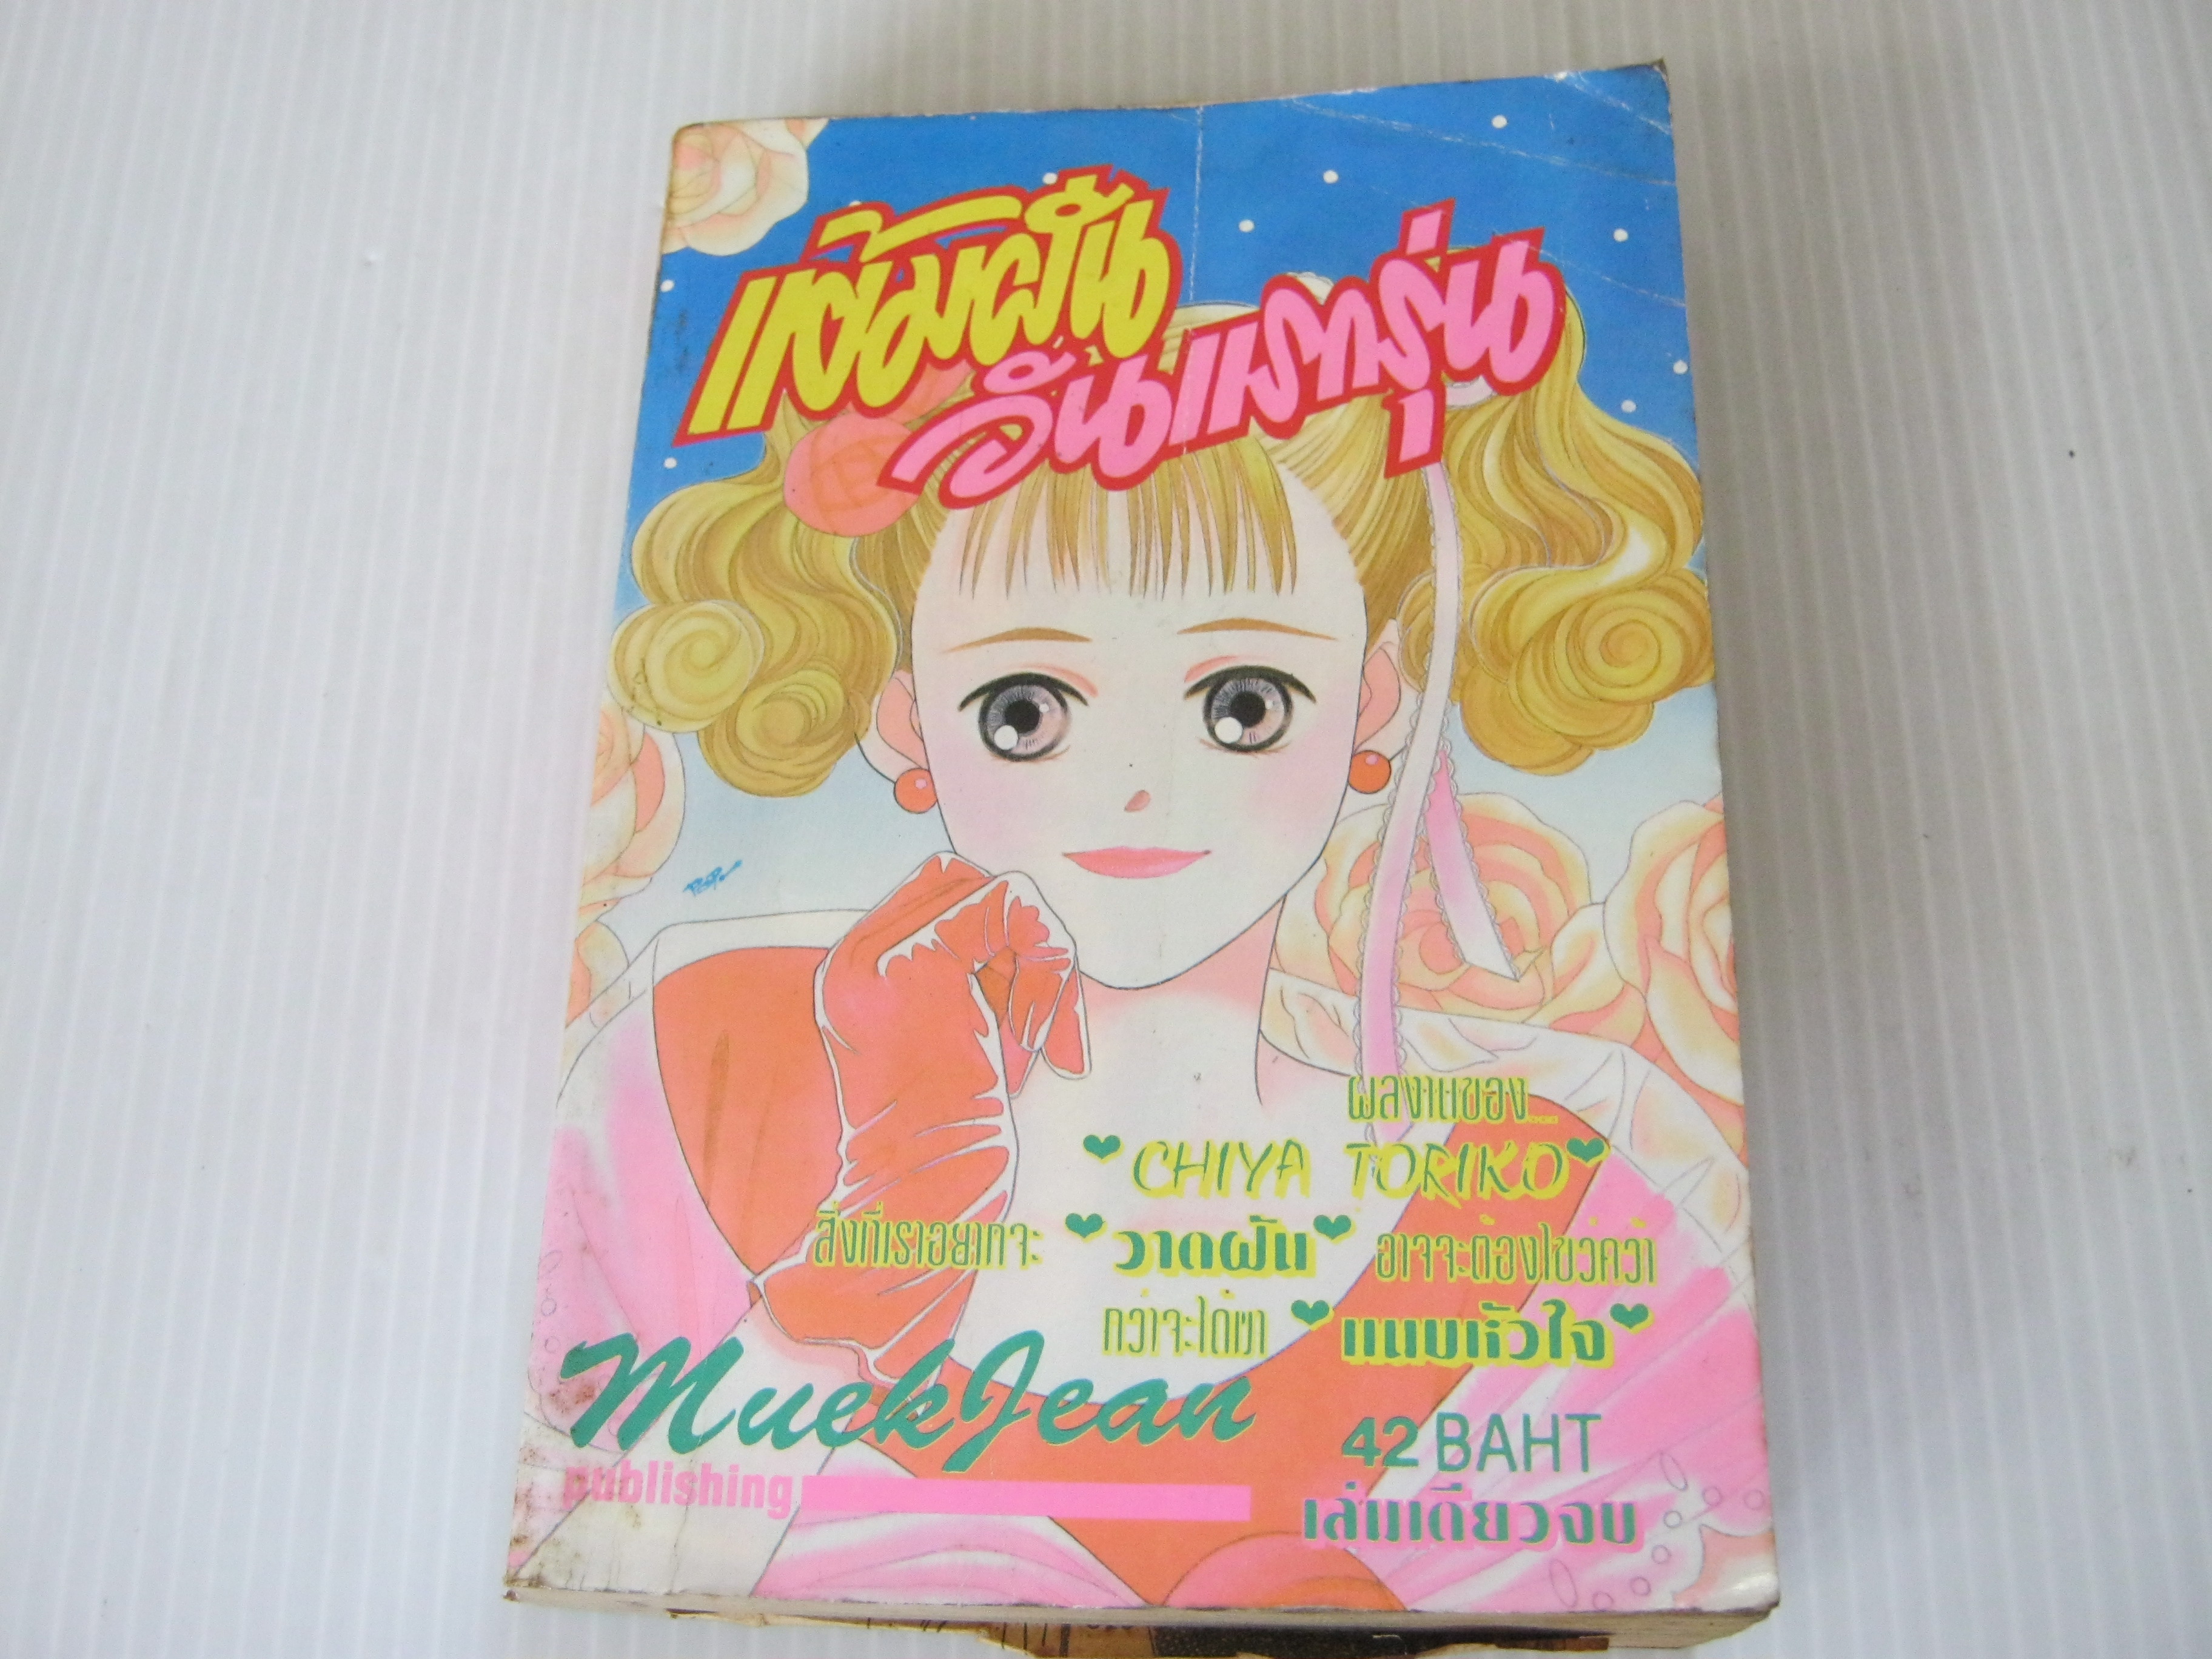 แต้มฝัน
วันแรกรุ่น
ผลงานของ....
CHIYA TORIKO
สิ่งที่เราอยากจะ วาดฝัน อาจจะต้องไขว่คว้า
กว่าจะได้มา แนบหัวใจ
MuekJean
publishing
42 BAHT
เล่มเดียวจบ